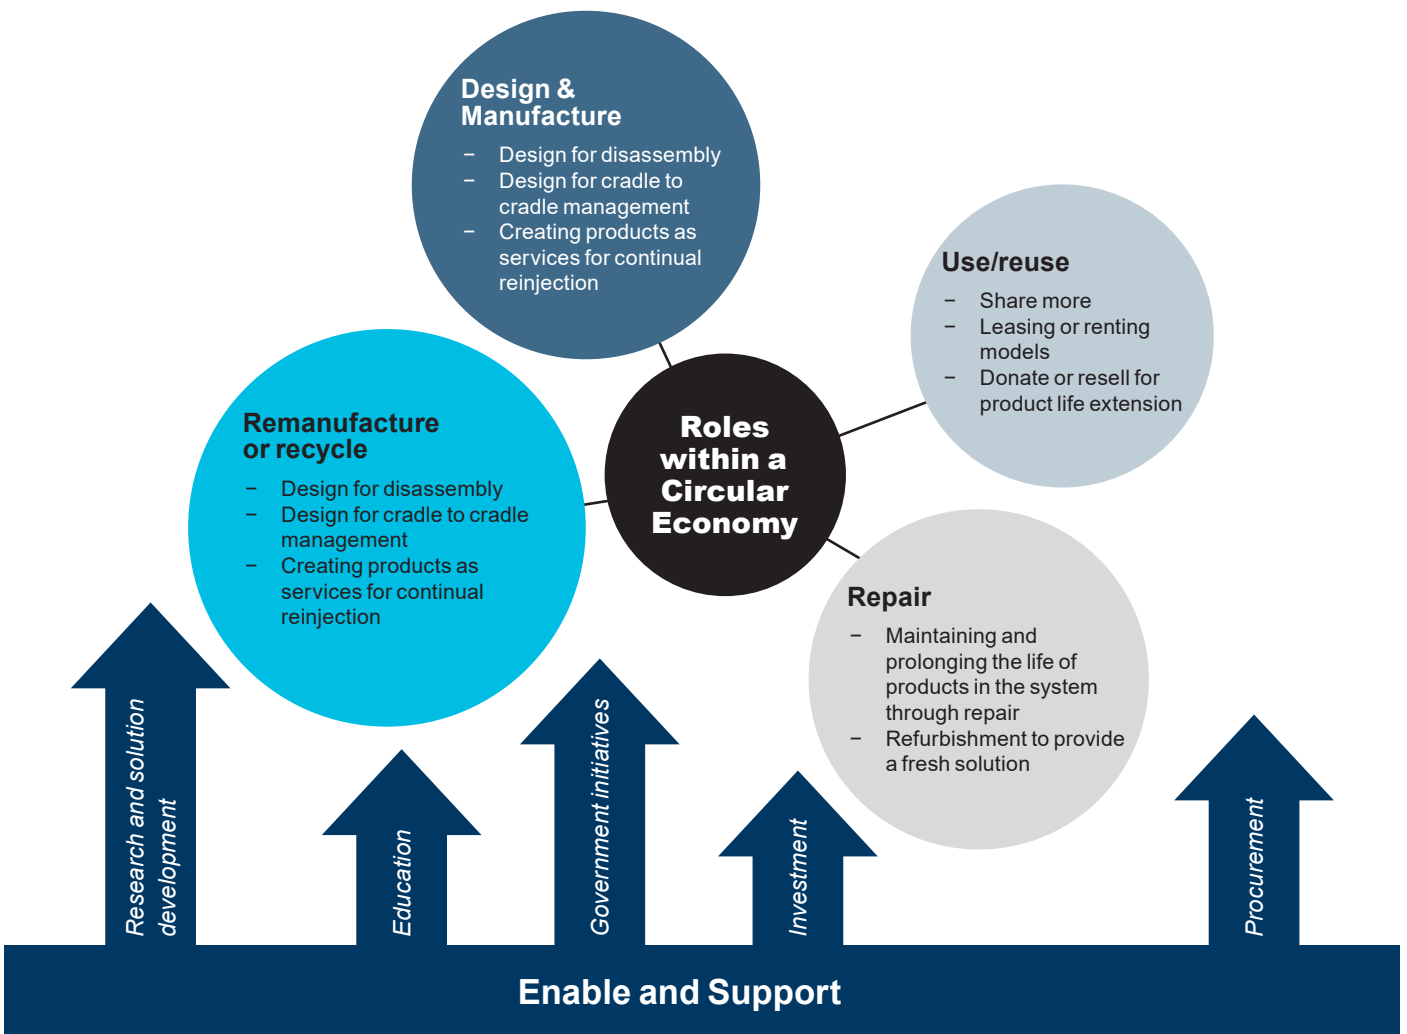 Design &
Manufacture
− Design for disassembly
− Design for cradle to
cradle management
− Creating products as
services for continual
reinjection
Use/reuse
− Share more
− Leasing or renting
models
− Donate or resell for
product life extension
Remanufacture
or recycle
− Design for disassembly
− Design for cradle to cradle
management
− Creating products as
services for continual
reinjection
Roles
within a
Circular
Economy
Repair
− Maintaining and
prolonging the life of
products in the system
through repair
− Refurbishment to provide
a fresh solution
Research and solution
development
Education
Government initiatives
Investment
Procurement
Enable and Support